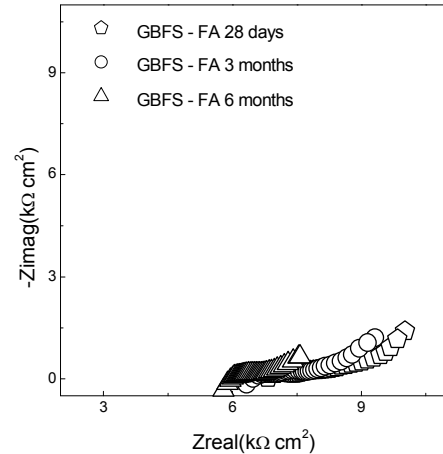 GBFS - FA 28 days
GBFS - FA 3 months
GBFS - FA 6 months
-Zimag(kΩ cm²)
9
6
3
0
3
6
9
Zreal(kΩ cm²)